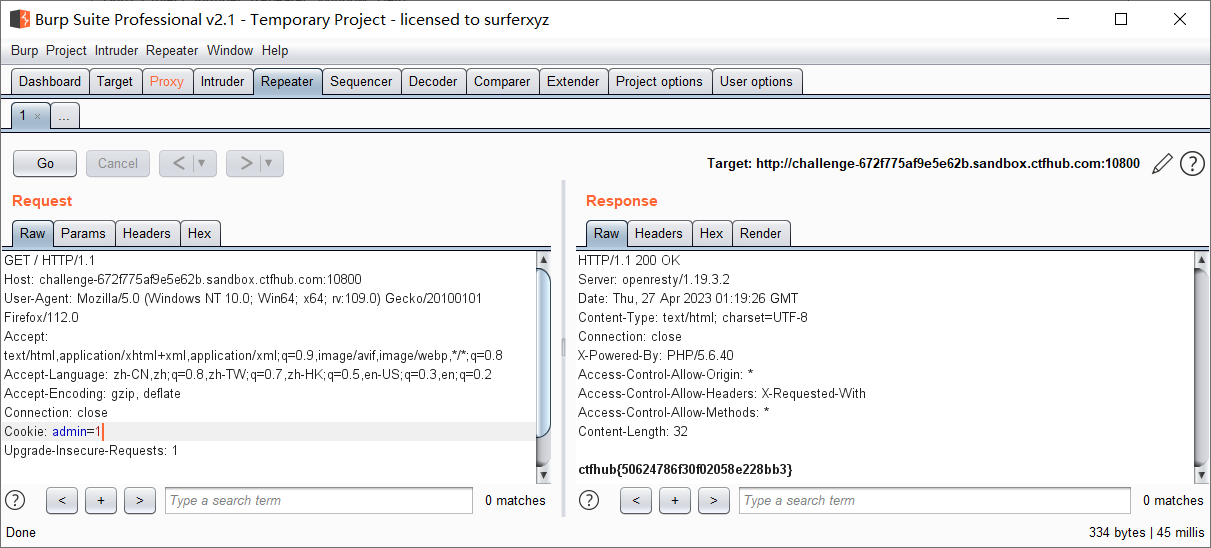 Burp Suite Professional v2.1 - Temporary Project - licensed to surferxyz
Burp Project Intruder Repeater Window Help
Dashboard Target Proxy Intruder Repeater Sequencer Decoder Comparer Extender Project options User options
1 × ...
Go Cancel < ▼ > ▼ Target: http://challenge-672f775af9e5e62b.sandbox.ctfhub.com:10800 ?
Request
Raw Params Headers Hex
GET / HTTP/1.1
Host: challenge-672f775af9e5e62b.sandbox.ctfhub.com:10800
User-Agent: Mozilla/5.0 (Windows NT 10.0; Win64; x64; rv:109.0) Gecko/20100101
Firefox/112.0
Accept:
text/html,application/xhtml+xml,application/xml;q=0.9,image/avif,image/webp,*/*;q=0.8
Accept-Language: zh-CN,zh;q=0.8,zh-TW;q=0.7,zh-HK;q=0.5,en-US;q=0.3,en;q=0.2
Accept-Encoding: gzip, deflate
Connection: close
Cookie: admin=1
Upgrade-Insecure-Requests: 1
? < + > Type a search term 0 matches
Response
Raw Headers Hex Render
HTTP/1.1 200 OK
Server: openresty/1.19.3.2
Date: Thu, 27 Apr 2023 01:19:26 GMT
Content-Type: text/html; charset=UTF-8
Connection: close
X-Powered-By: PHP/5.6.40
Access-Control-Allow-Origin: *
Access-Control-Allow-Headers: X-Requested-With
Access-Control-Allow-Methods: *
Content-Length: 32
ctfhub{50624786f30f02058e228bb3}
? < + > Type a search term 0 matches
Done 334 bytes | 45 millis